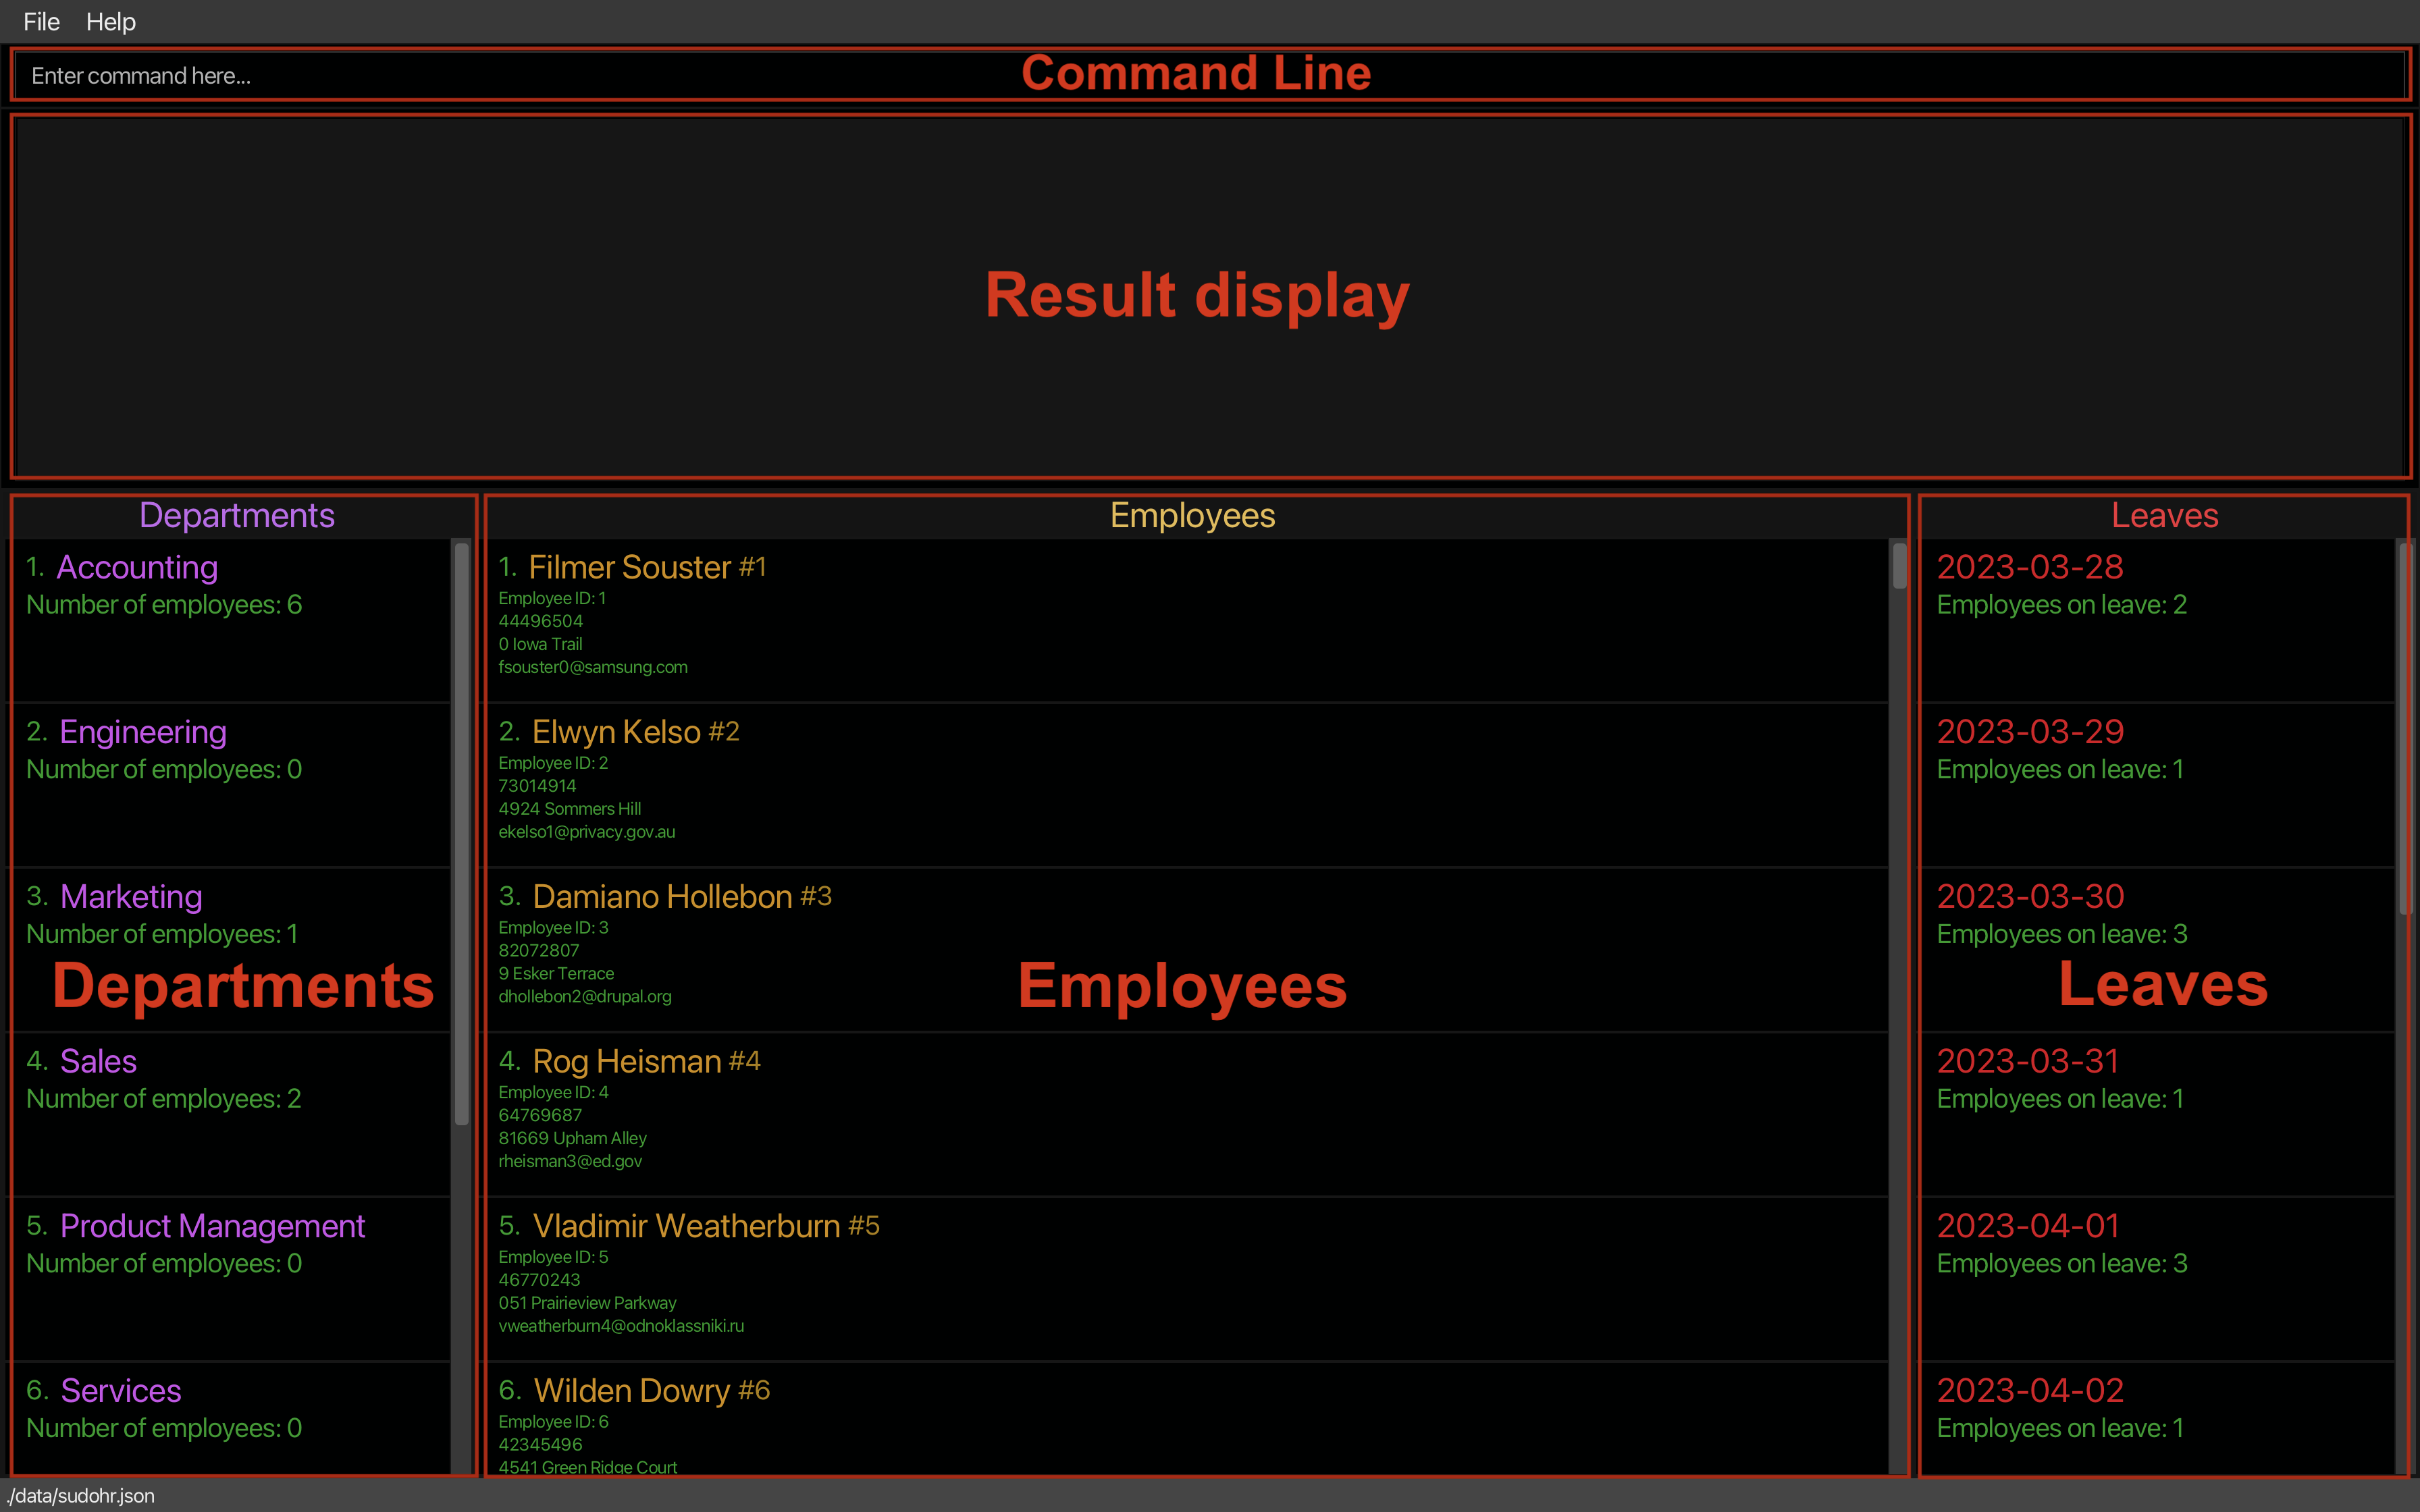 File Help
Enter command here...
Command Line
Result display
Departments
1. Accounting
Number of employees: 6
2. Engineering
Number of employees: 0
3. Marketing
Number of employees: 1
Departments
4. Sales
Number of employees: 2
5. Product Management
Number of employees: 0
6. Services
Number of employees: 0
Employees
1. Filmer Souster #1
Employee ID: 1
44496504
0 Iowa Trail
fsouster0@samsung.com
2. Elwyn Kelso #2
Employee ID: 2
73014914
4924 Sommers Hill
ekelso1@privacy.gov.au
3. Damiano Hollebon #3
Employee ID: 3
82072807
9 Esker Terrace
dhollebon2@drupal.org
Employees
4. Rog Heisman #4
Employee ID: 4
64769687
81669 Upham Alley
rheisman3@ed.gov
5. Vladimir Weatherburn #5
Employee ID: 5
46770243
051 Prairieview Parkway
vweatherburn4@odnoklassniki.ru
6. Wilden Dowry #6
Employee ID: 6
42345496
4541 Green Ridge Court
Leaves
2023-03-28
Employees on leave: 2
2023-03-29
Employees on leave: 1
2023-03-30
Employees on leave: 3
Leaves
2023-03-31
Employees on leave: 1
2023-04-01
Employees on leave: 3
2023-04-02
Employees on leave: 1
./data/sudohr.json